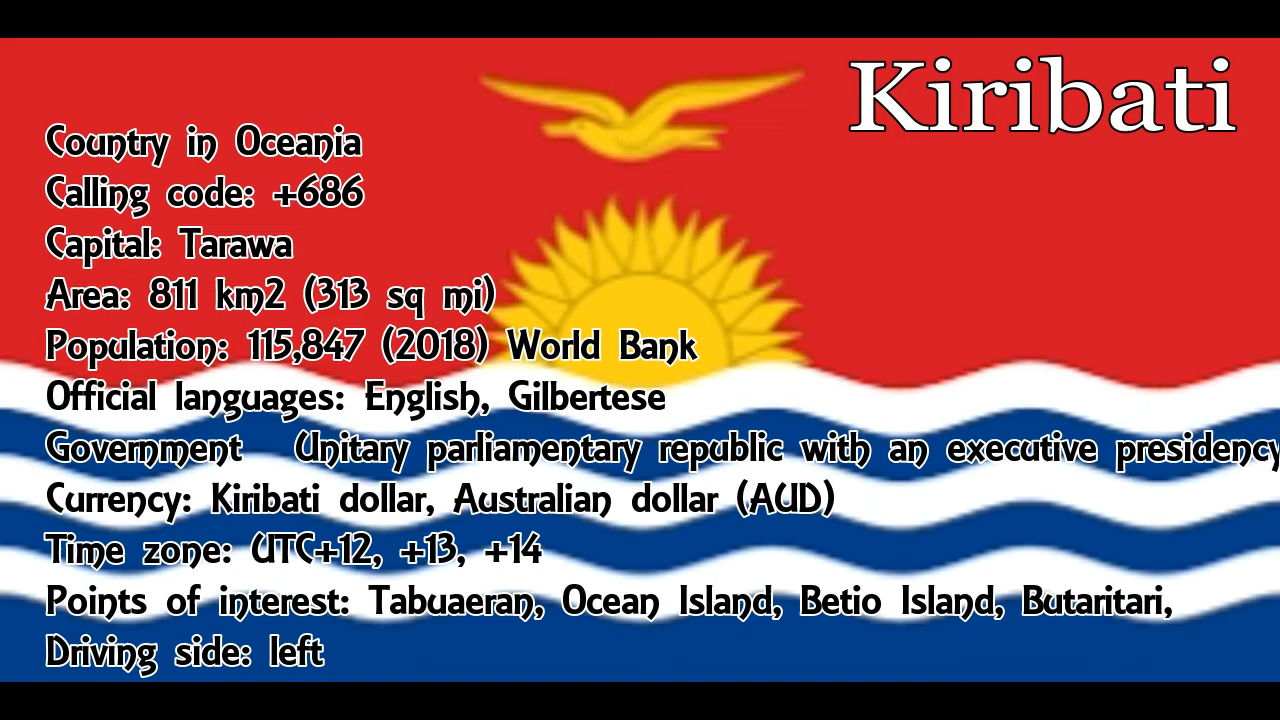 Kiribati
Country in Oceania
Calling code: +686
Capital: Tarawa
Area: 811 km2 (313 sq mi)
Population: 115,847 (2018) World Bank
Official languages: English, Gilbertese
Government Unitary parliamentary republic with an executive presidency
Currency: Kiribati dollar, Australian dollar (AUD)
Time zone: UTC+12, +13, +14
Points of interest: Tabuaeran, Ocean Island, Betio Island, Butaritari,
Driving side: left